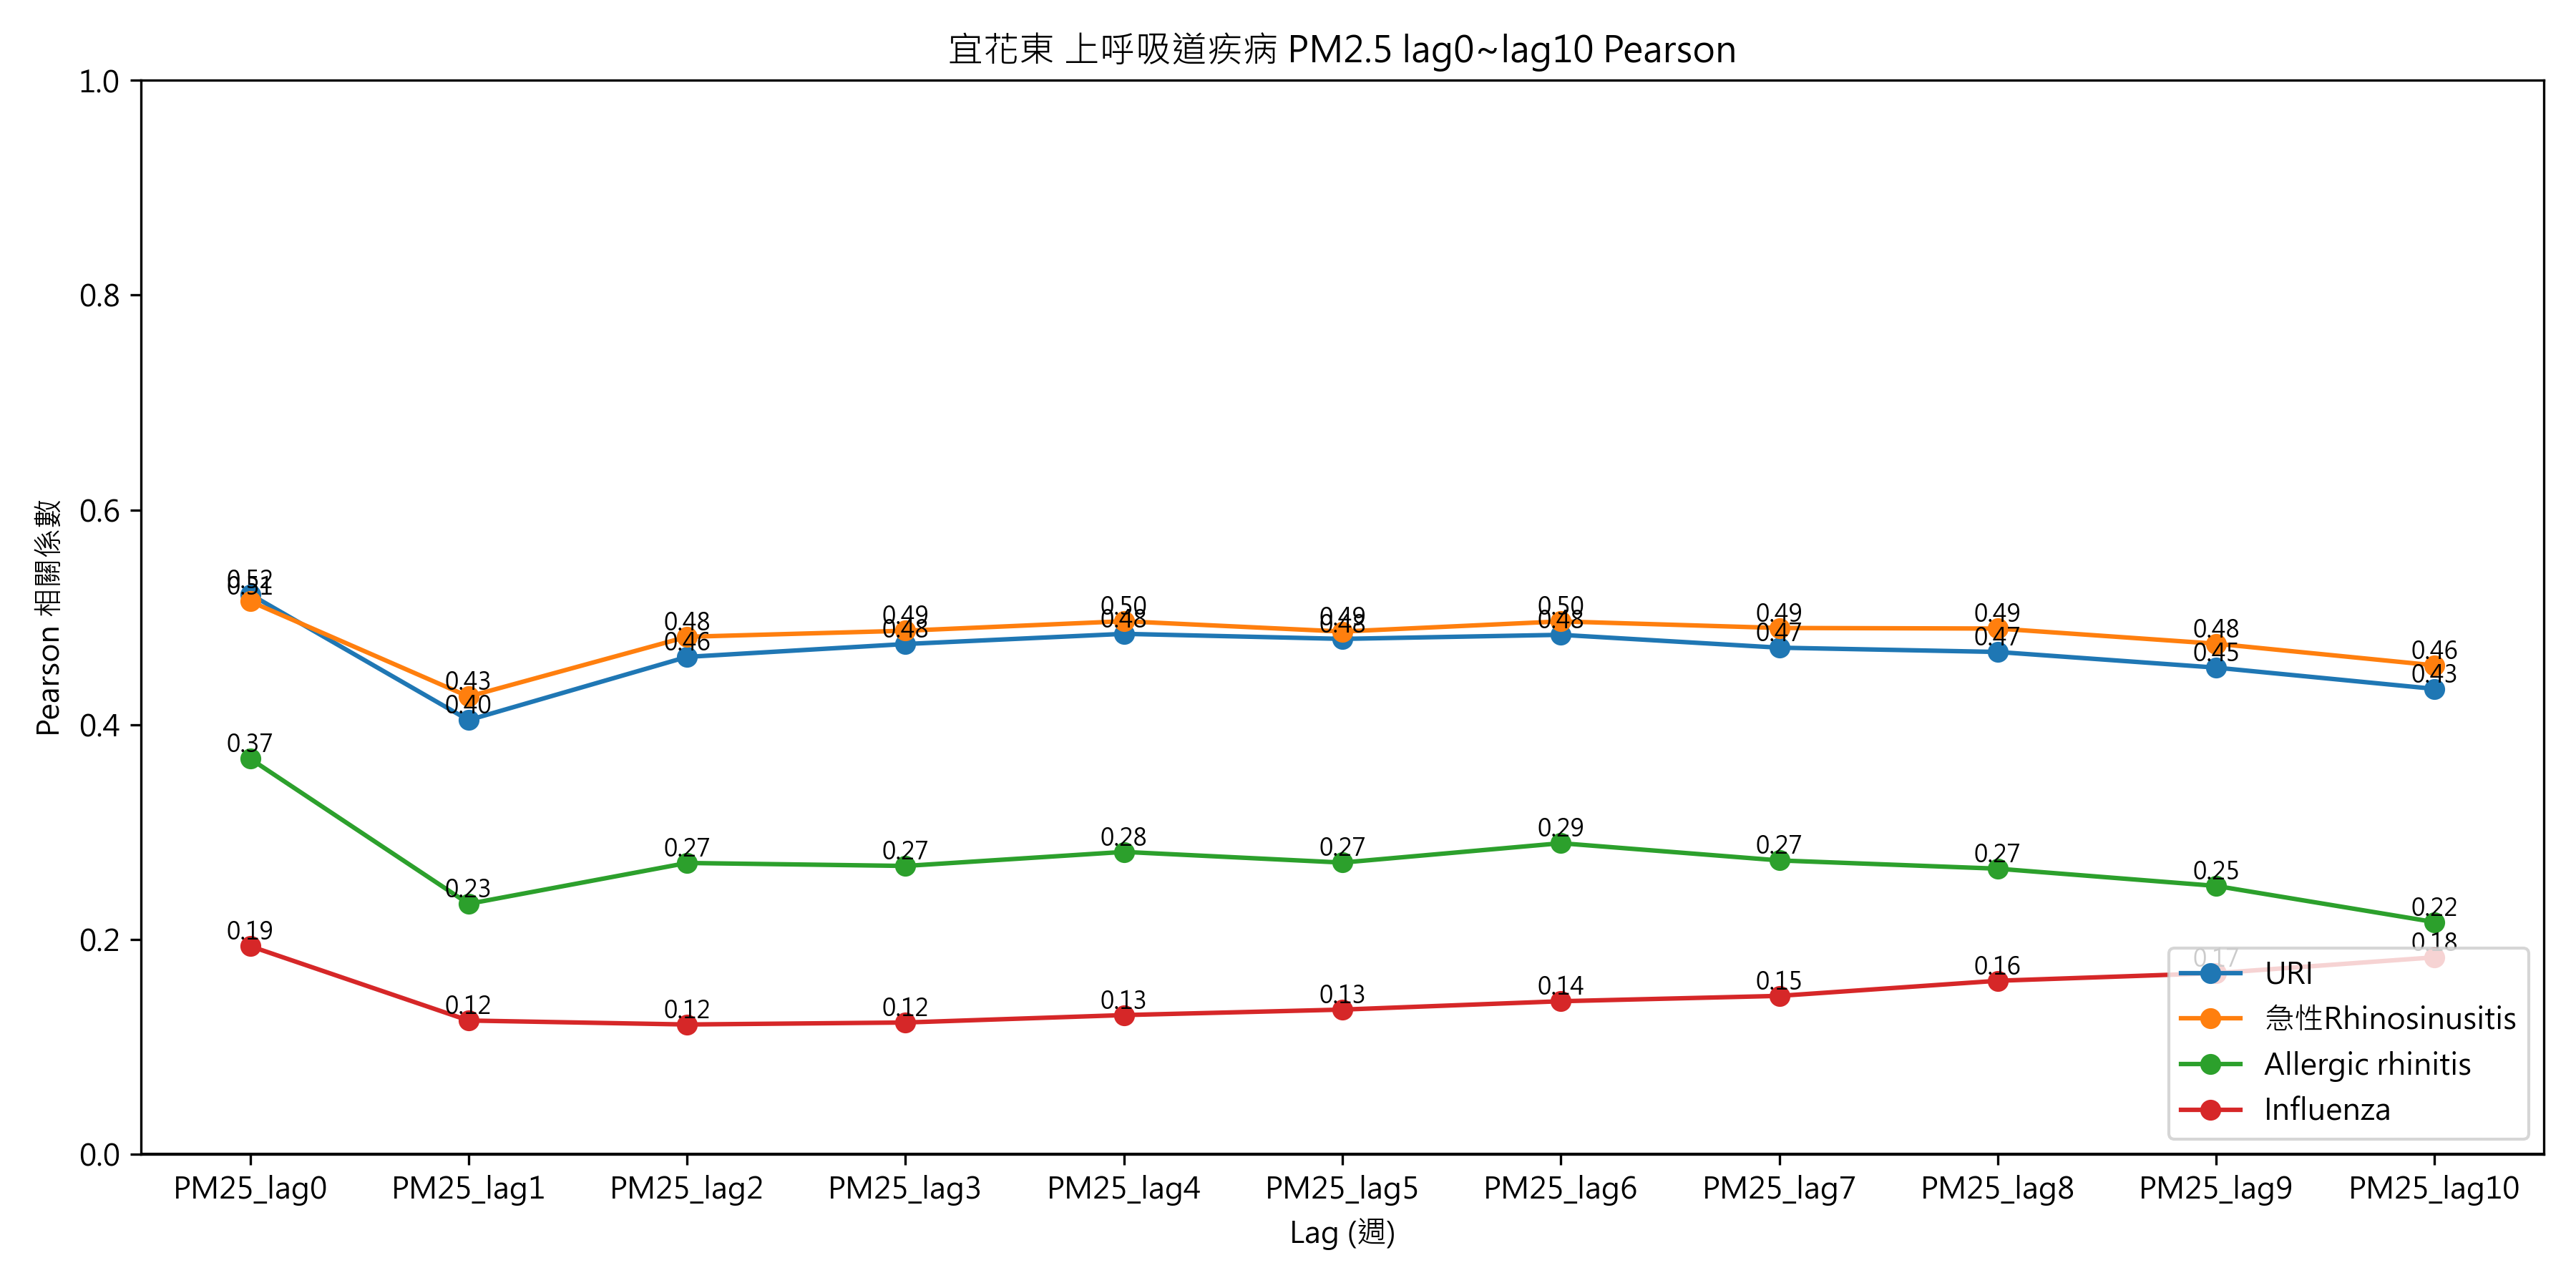 宜花東 上呼吸道疾病 PM2.5 lag0~lag10 Pearson
Pearson 相關係數
1.0
0.8
0.6
0.4
0.2
0.0
0.52 0.40 0.46 0.48 0.48 0.48 0.48 0.47 0.47 0.45 0.43
0.51 0.43 0.48 0.49 0.50 0.49 0.50 0.49 0.49 0.48 0.46
0.37 0.23 0.27 0.27 0.28 0.27 0.29 0.27 0.27 0.25 0.22
0.19 0.12 0.12 0.12 0.13 0.13 0.14 0.15 0.16 0.17 0.18
URI
急性Rhinosinusitis
Allergic rhinitis
Influenza
PM25_lag0 PM25_lag1 PM25_lag2 PM25_lag3 PM25_lag4 PM25_lag5 PM25_lag6 PM25_lag7 PM25_lag8 PM25_lag9 PM25_lag10
Lag (週)